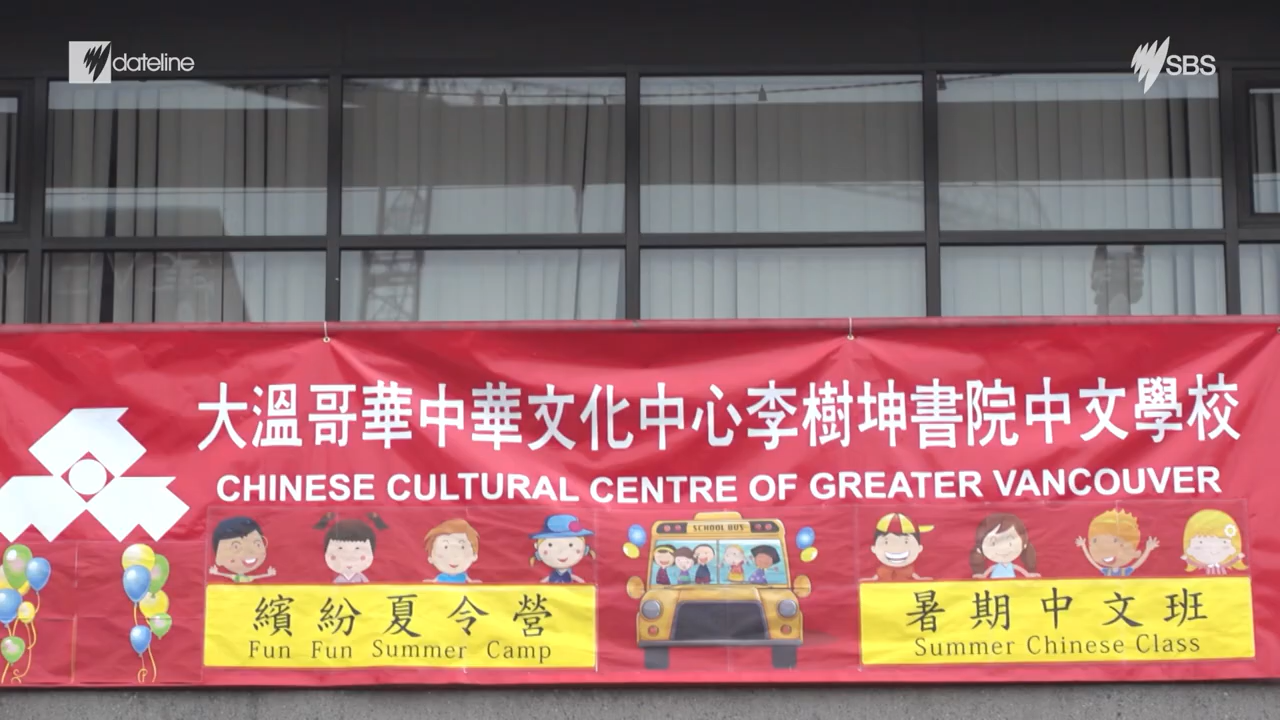 dateline
SBS
大溫哥華中華文化中心李樹坤書院中文學校
CHINESE CULTURAL CENTRE OF GREATER VANCOUVER
SCHOOL BUS
繽紛夏令營
Fun Fun Summer Camp
暑期中文班
Summer Chinese Class